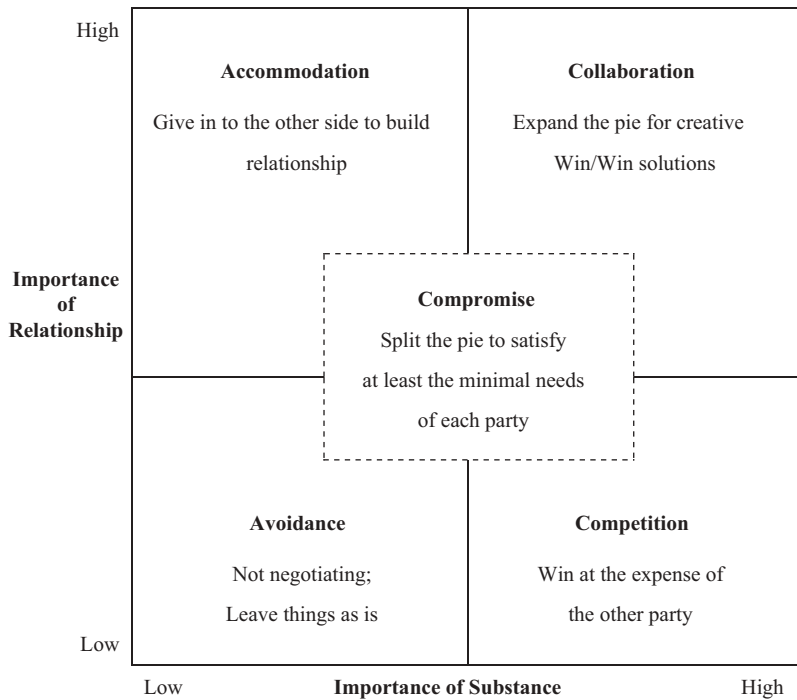 High
Accommodation
Give in to the other side to build
relationship
Collaboration
Expand the pie for creative
Win/Win solutions
Importance
of
Relationship
Compromise
Split the pie to satisfy
at least the minimal needs
of each party
Avoidance
Not negotiating;
Leave things as is
Competition
Win at the expense of
the other party
Low
Low
Importance of Substance
High